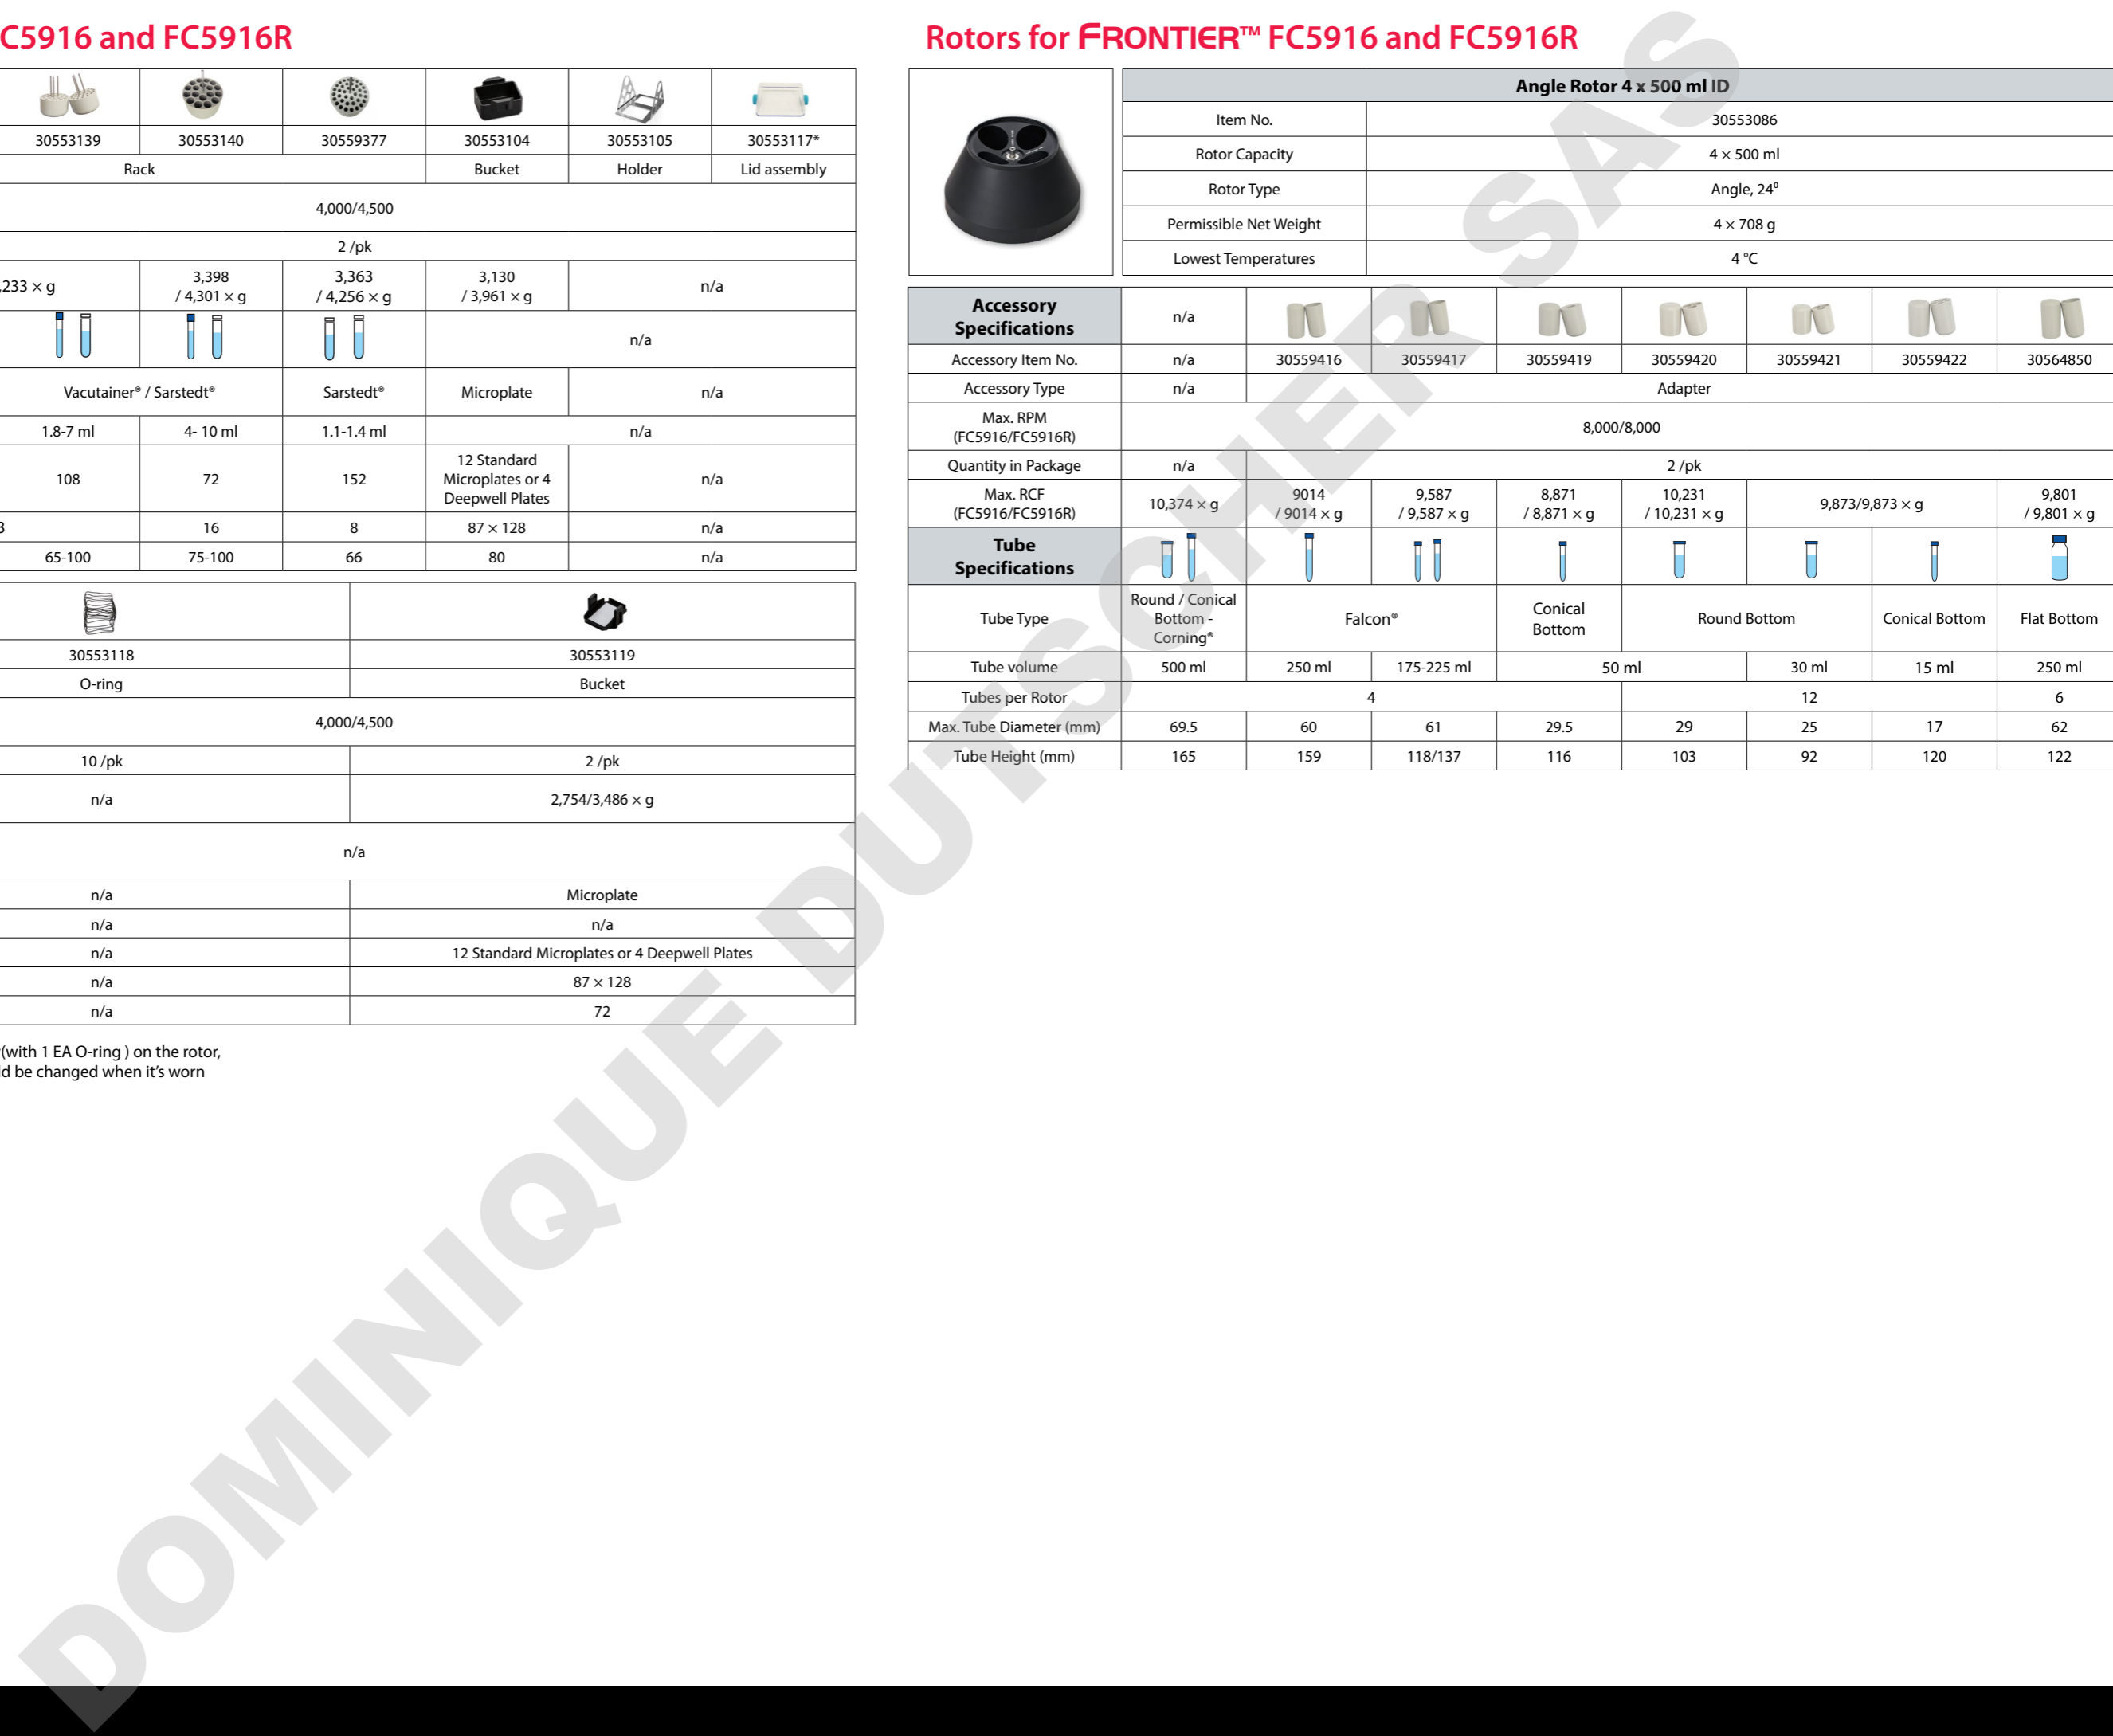 C5916 and FC5916R
30553139 30553140 30559377 30553104 30553105 30553117*
Rack Bucket Holder Lid assembly
4,000/4,500
2 /pk
,233 × g 3,398 / 4,301 × g 3,363 / 4,256 × g 3,130 / 3,961 × g n/a
n/a
Vacutainer® / Sarstedt® Sarstedt® Microplate n/a
1.8-7 ml 4- 10 ml 1.1-1.4 ml n/a
108 72 152 12 Standard Microplates or 4 Deepwell Plates n/a
3 16 8 87 × 128 n/a
65-100 75-100 66 80 n/a
30553118 30553119
O-ring Bucket
4,000/4,500
10 /pk 2 /pk
n/a 2,754/3,486 × g
n/a
n/a Microplate
n/a n/a
n/a 12 Standard Microplates or 4 Deepwell Plates
n/a 87 × 128
n/a 72
(with 1 EA O-ring ) on the rotor,
d be changed when it's worn
Rotors for FRONTIER™ FC5916 and FC5916R
Angle Rotor 4 x 500 ml ID
Item No. 30553086
Rotor Capacity 4 × 500 ml
Rotor Type Angle, 24⁰
Permissible Net Weight 4 × 708 g
Lowest Temperatures 4 °C
Accessory Specifications n/a
Accessory Item No. n/a 30559416 30559417 30559419 30559420 30559421 30559422 30564850
Accessory Type n/a Adapter
Max. RPM (FC5916/FC5916R) 8,000/8,000
Quantity in Package n/a 2 /pk
Max. RCF (FC5916/FC5916R) 10,374 × g 9014 / 9014 × g 9,587 / 9,587 × g 8,871 / 8,871 × g 10,231 / 10,231 × g 9,873/9,873 × g 9,801 / 9,801 × g
Tube Specifications
Tube Type Round / Conical Bottom - Corning® Falcon® Conical Bottom Round Bottom Conical Bottom Flat Bottom
Tube volume 500 ml 250 ml 175-225 ml 50 ml 30 ml 15 ml 250 ml
Tubes per Rotor 4 12 6
Max. Tube Diameter (mm) 69.5 60 61 29.5 29 25 17 62
Tube Height (mm) 165 159 118/137 116 103 92 120 122
DOMINIQUE DUTSCHER SAS